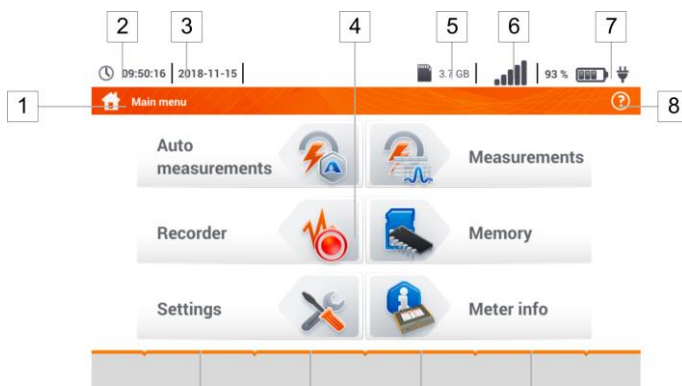 2 3 4 5 6 7
09:50:16 2018-11-15 3.7 GB 93 %
1 Main menu ? 8
Auto
measurements
Measurements
Recorder Memory
Settings Meter info